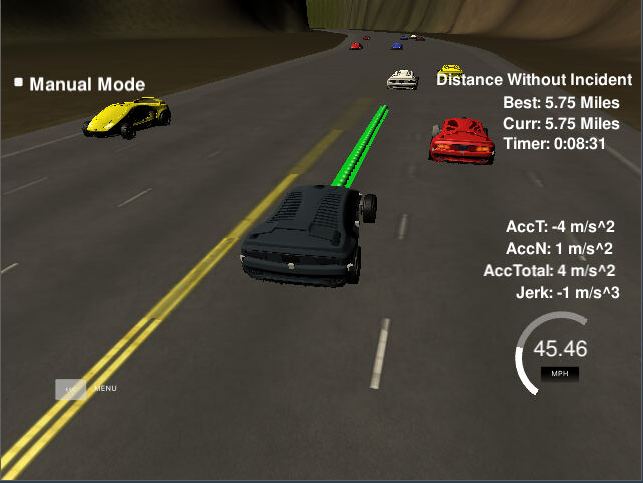 Manual Mode
Distance Without Incident
Best: 5.75 Miles
Curr: 5.75 Miles
Timer: 0:08:31
AccT: -4 m/s^2
AccN: 1 m/s^2
AccTotal: 4 m/s^2
Jerk: -1 m/s^3
45.46
MPH
MENU